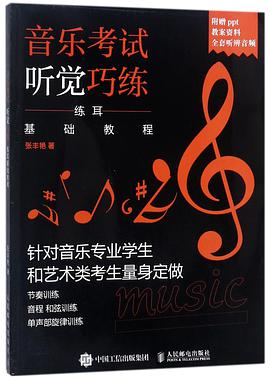 音乐考试
听觉巧练
练耳
基础教程
张丰艳 著
附赠ppt
教案资料
全套听辨音频
针对音乐专业学生
和艺术类考生量身定做
节奏训练
音程 和弦训练
单声部旋律训练
music
中国工信出版集团
人民邮电出版社